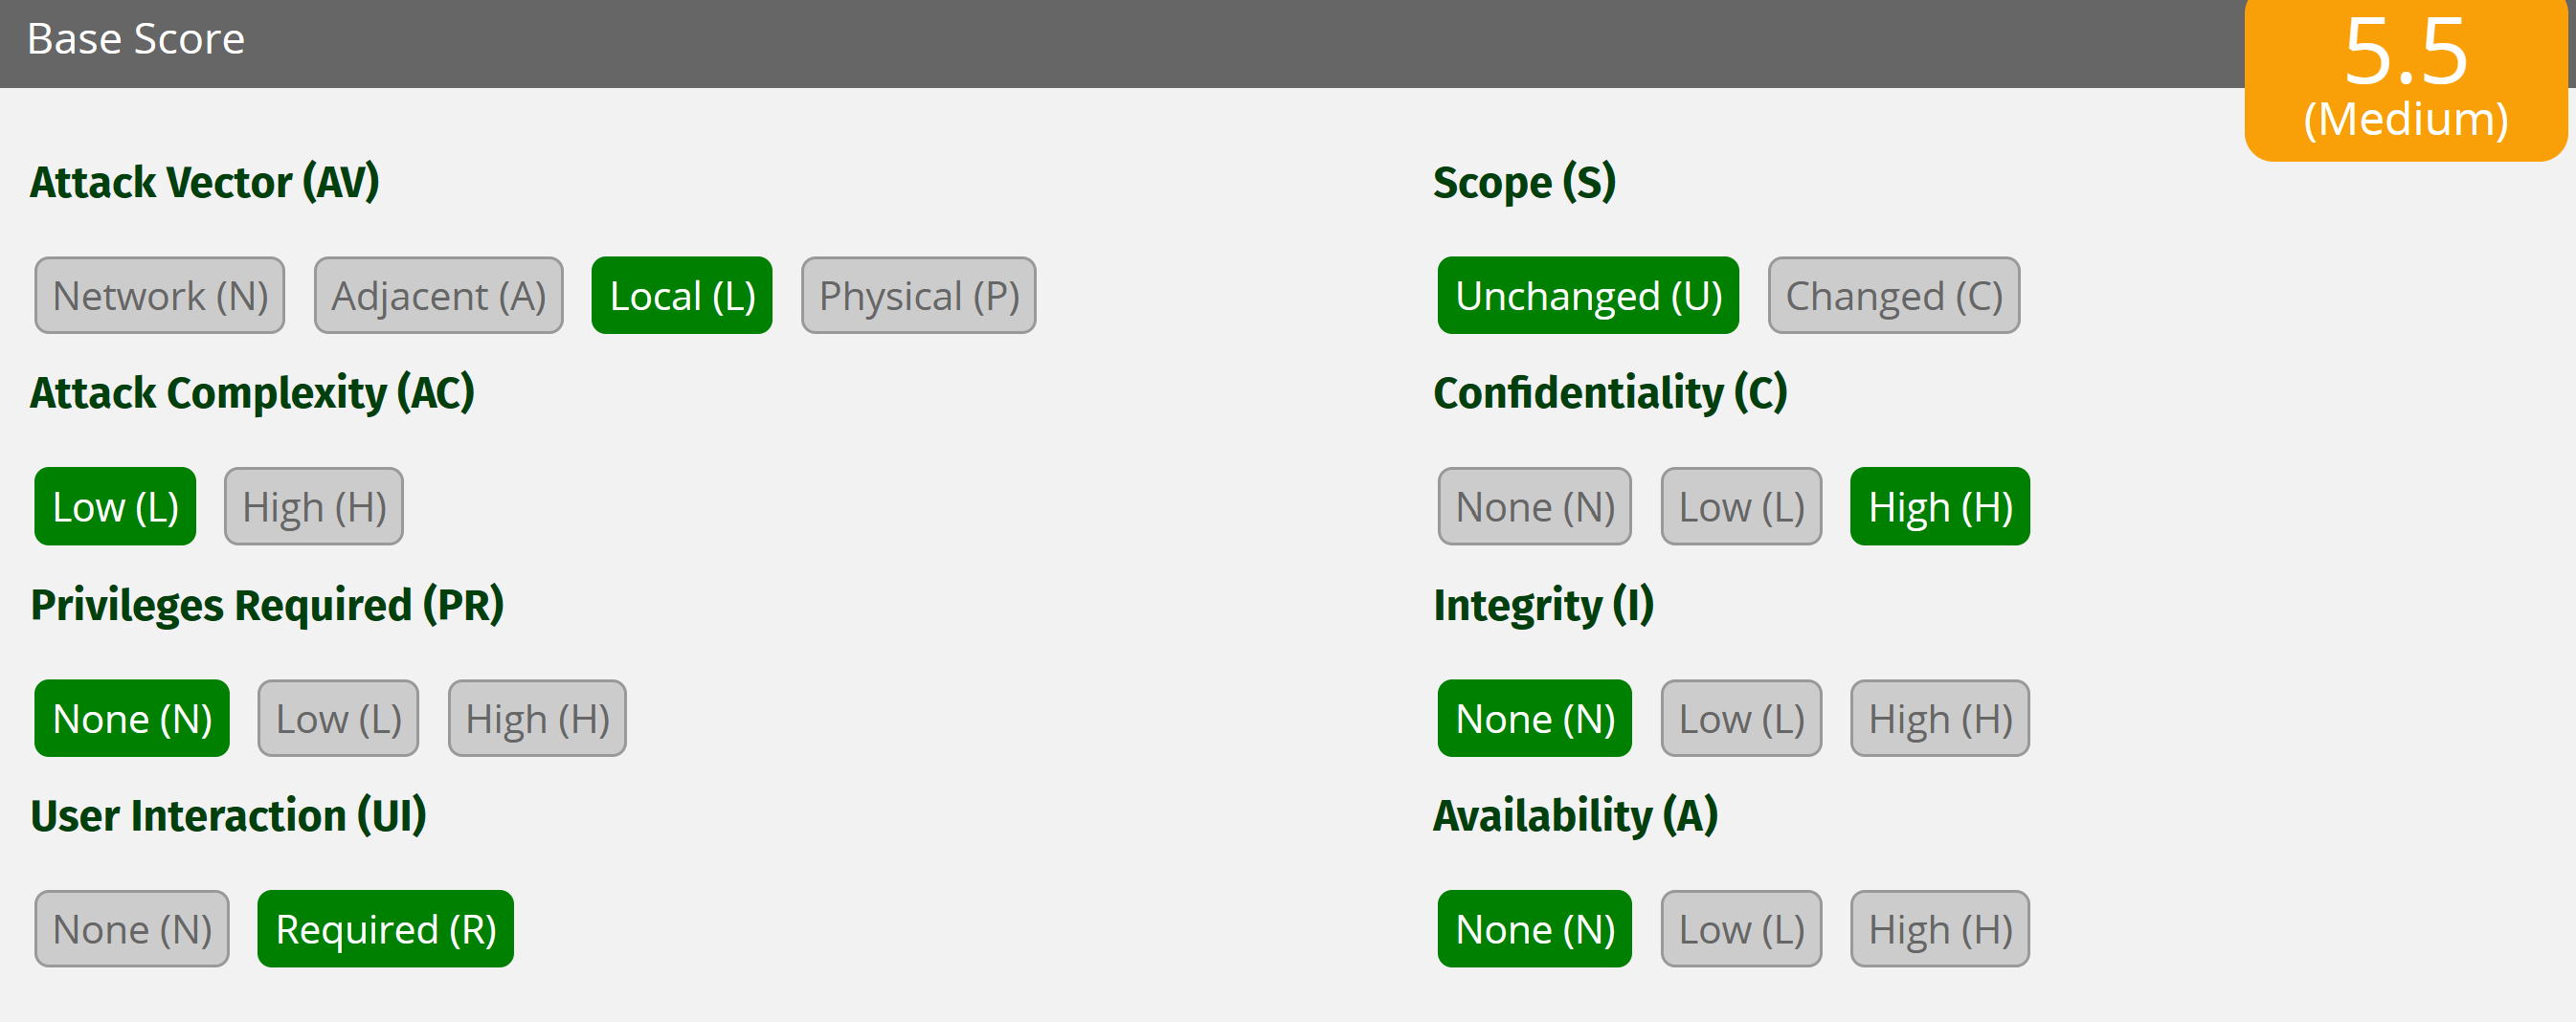 Base Score
5.5
(Medium)
Attack Vector (AV)
Network (N) Adjacent (A) Local (L) Physical (P)
Attack Complexity (AC)
Low (L) High (H)
Privileges Required (PR)
None (N) Low (L) High (H)
User Interaction (UI)
None (N) Required (R)
Scope (S)
Unchanged (U) Changed (C)
Confidentiality (C)
None (N) Low (L) High (H)
Integrity (I)
None (N) Low (L) High (H)
Availability (A)
None (N) Low (L) High (H)